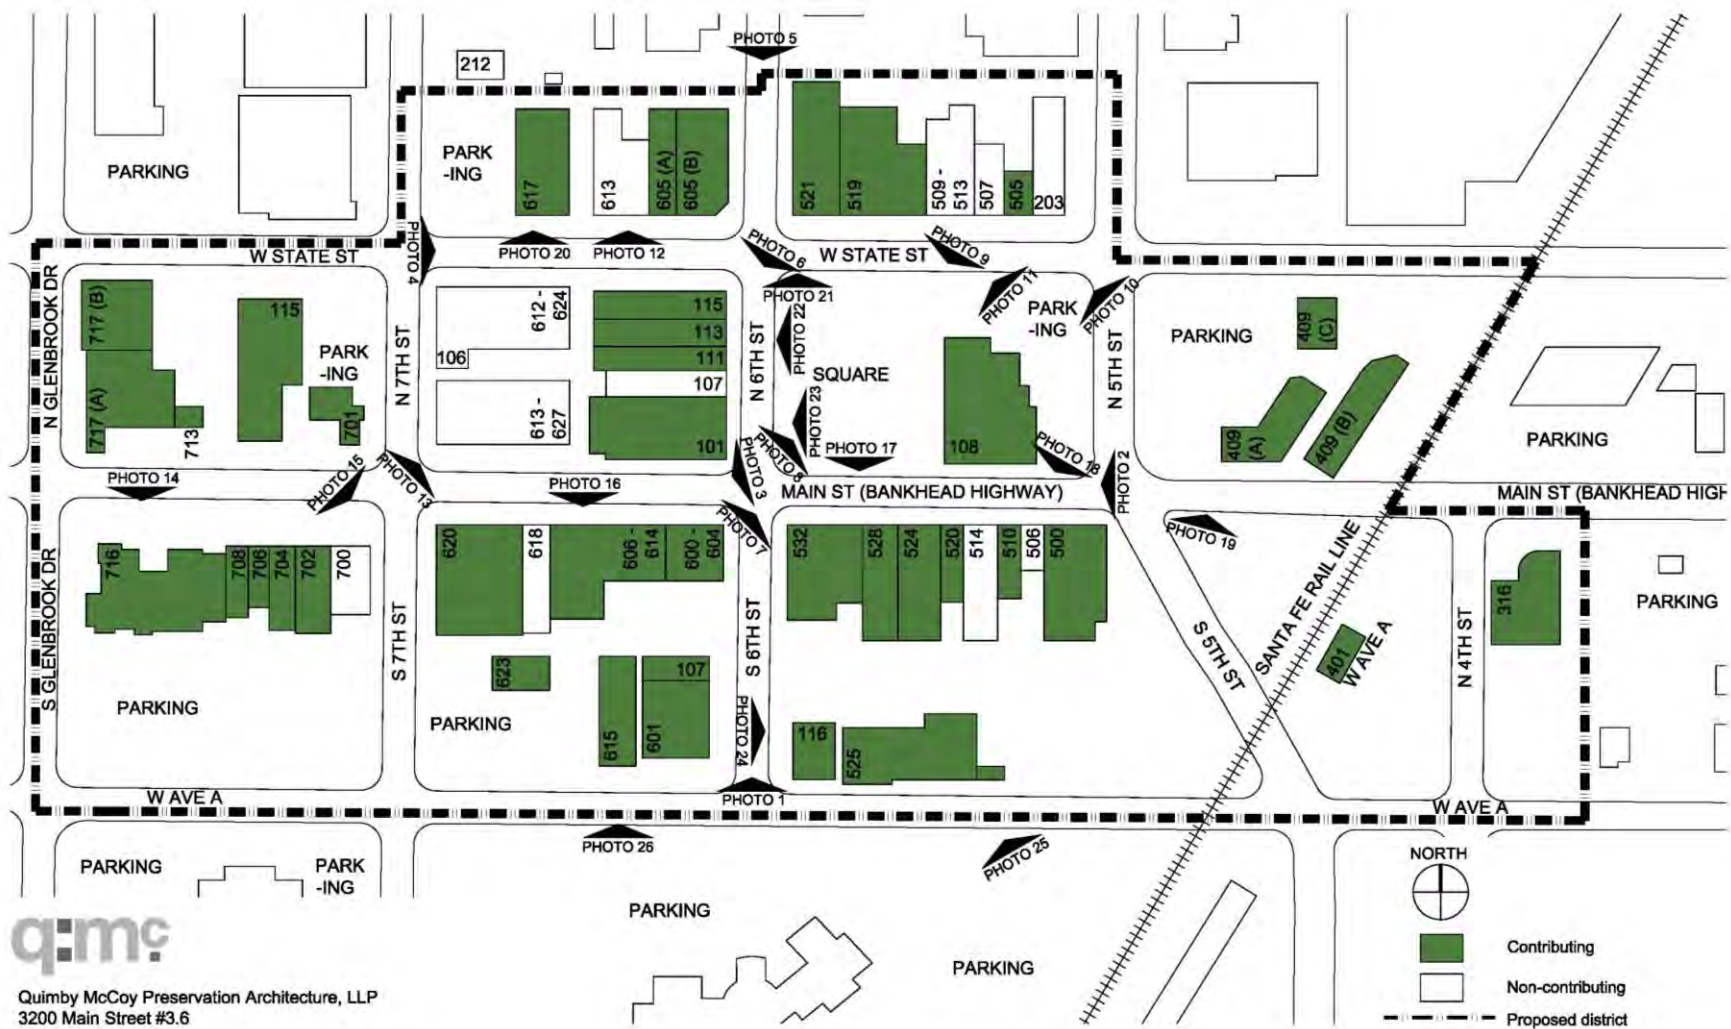 PHOTO 5
212
PARKING
PARK
-ING
617
613
605 (A)
605 (B)
521
519
509 -
513
507
505
203
PHOTO 4
PHOTO 20
PHOTO 12
PHOTO 6
W STATE ST
W STATE ST
PHOTO 9
PHOTO 21
PHOTO 11
PHOTO 10
N GLENBROOK DR
717 (B)
717 (A)
713
115
PARK
-ING
701
N 7TH ST
612 -
624
106
613 -
627
115
113
111
107
101
N 6TH ST
PHOTO 22
PHOTO 23
SQUARE
PARK
-ING
108
N 5TH ST
PARKING
409
(C)
409
(A)
409 (B)
PARKING
PHOTO 14
PHOTO 15
PHOTO 13
PHOTO 16
PHOTO 3
PHOTO 8
PHOTO 17
PHOTO 18
PHOTO 2
MAIN ST (BANKHEAD HIGHWAY)
MAIN ST (BANKHEAD HIGH
PHOTO 7
PHOTO 19
S GLENBROOK DR
716
708
706
704
702
700
S 7TH ST
620
618
606 -
614
600 -
604
S 6TH ST
532
528
524
520
514
510
506
500
S 5TH ST
SANTA FE RAIL LINE
401
W AVE A
N 4TH ST
316
PARKING
PARKING
PARKING
623
615
601
107
PHOTO 24
116
525
W AVE A
PHOTO 1
W AVE A
PHOTO 26
PHOTO 25
PARKING
PARK
-ING
PARKING
PARKING
NORTH
Contributing
Non-contributing
Proposed district
q:mc
Quimby McCoy Preservation Architecture, LLP
3200 Main Street #3.6